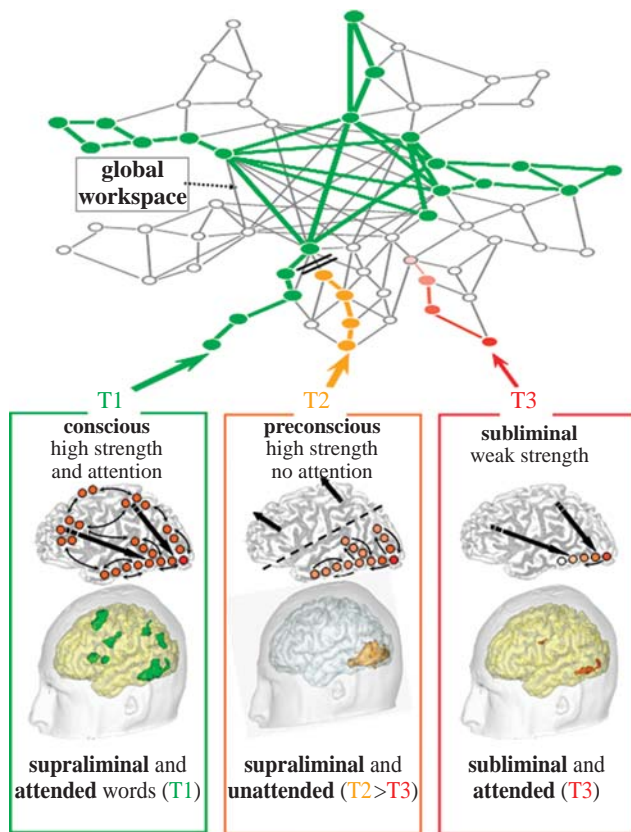 global
workspace
T1
conscious
high strength
and attention
supraliminal and
attended words (T1)
T2
preconscious
high strength
no attention
supraliminal and
unattended (T2>T3)
T3
subliminal
weak strength
subliminal and
attended (T3)